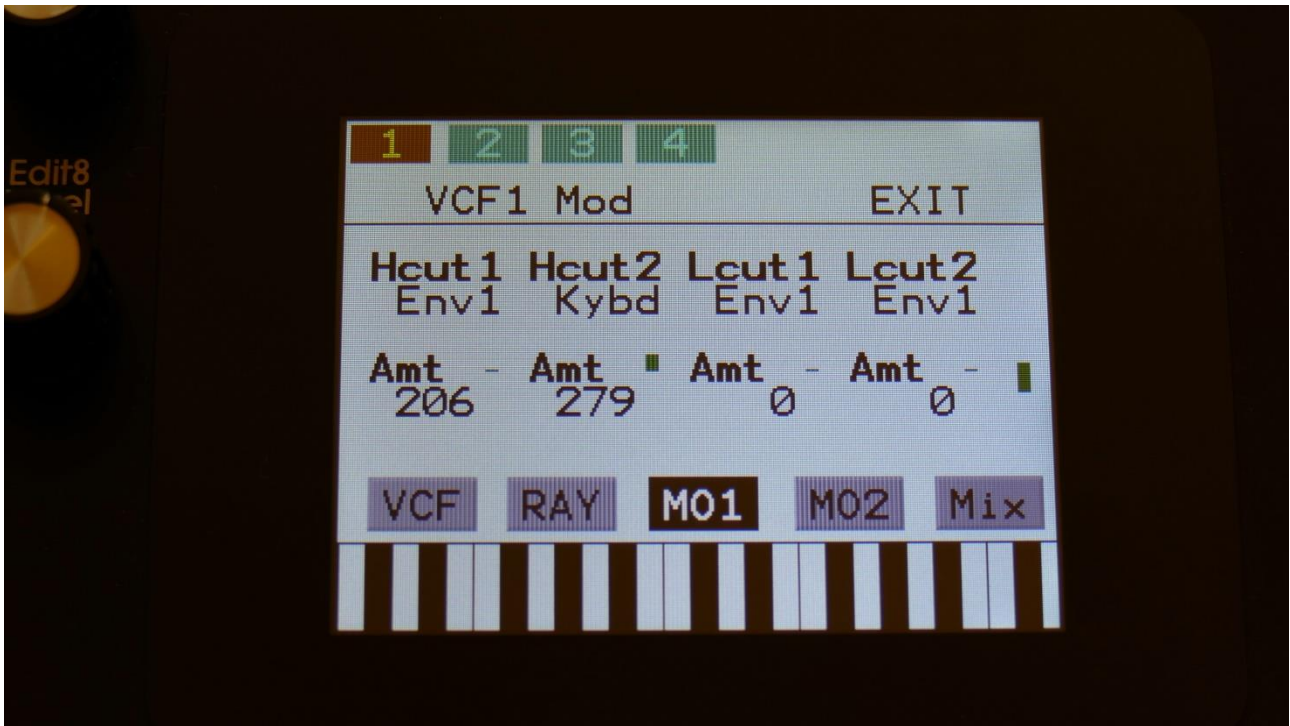 1 2 3 4
Edit8
VCF1 Mod EXIT
Hcut1 Hcut2 Lcut1 Lcut2
Env1 Kybd Env1 Env1
Amt - Amt Amt - Amt -
206 279 0 0
VCF RAY MO1 MO2 Mix